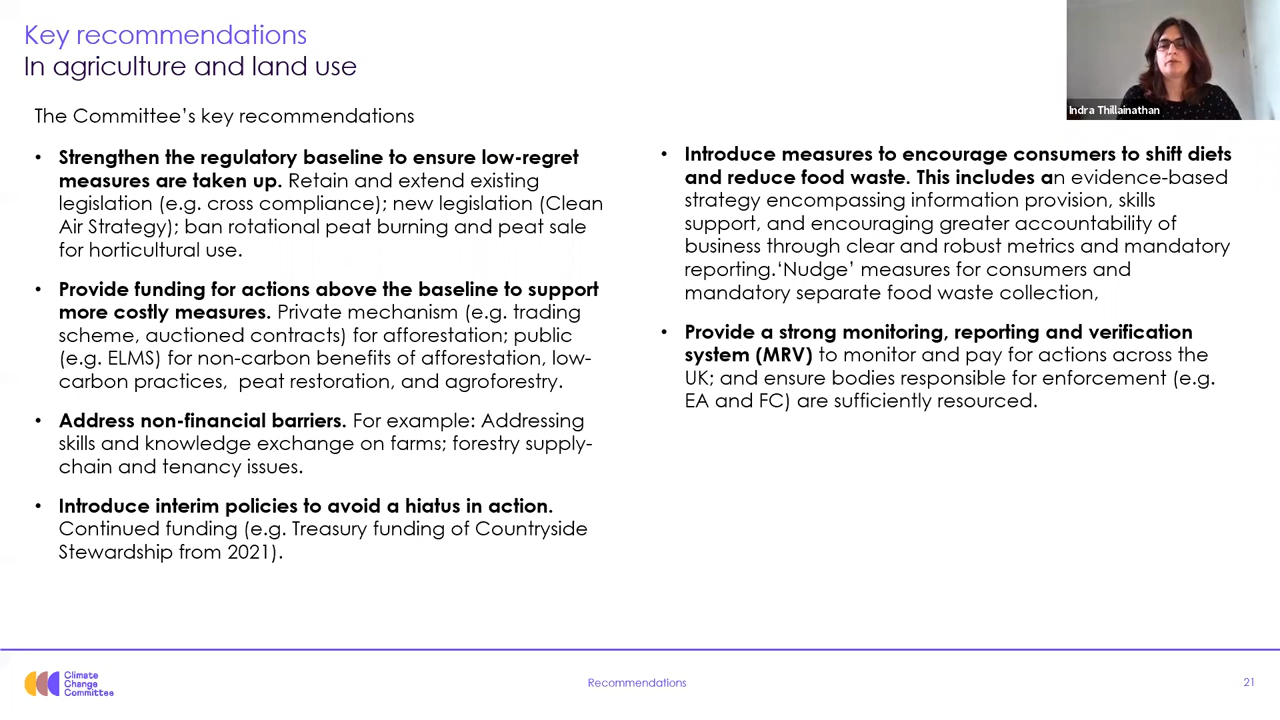 Key recommendations
In agriculture and land use
Indra Thillainathan
The Committee's key recommendations
• Strengthen the regulatory baseline to ensure low-regret
measures are taken up. Retain and extend existing
legislation (e.g. cross compliance); new legislation (Clean
Air Strategy); ban rotational peat burning and peat sale
for horticultural use.
• Provide funding for actions above the baseline to support
more costly measures. Private mechanism (e.g. trading
scheme, auctioned contracts) for afforestation; public
(e.g. ELMS) for non-carbon benefits of afforestation, low-
carbon practices,  peat restoration, and agroforestry.
• Address non-financial barriers. For example: Addressing
skills and knowledge exchange on farms; forestry supply-
chain and tenancy issues.
• Introduce interim policies to avoid a hiatus in action.
Continued funding (e.g. Treasury funding of Countryside
Stewardship from 2021).
• Introduce measures to encourage consumers to shift diets
and reduce food waste. This includes an evidence-based
strategy encompassing information provision, skills
support, and encouraging greater accountability of
business through clear and robust metrics and mandatory
reporting.'Nudge' measures for consumers and
mandatory separate food waste collection,
• Provide a strong monitoring, reporting and verification
system (MRV) to monitor and pay for actions across the
UK; and ensure bodies responsible for enforcement (e.g.
EA and FC) are sufficiently resourced.
Climate
Change
Committee
Recommendations
21